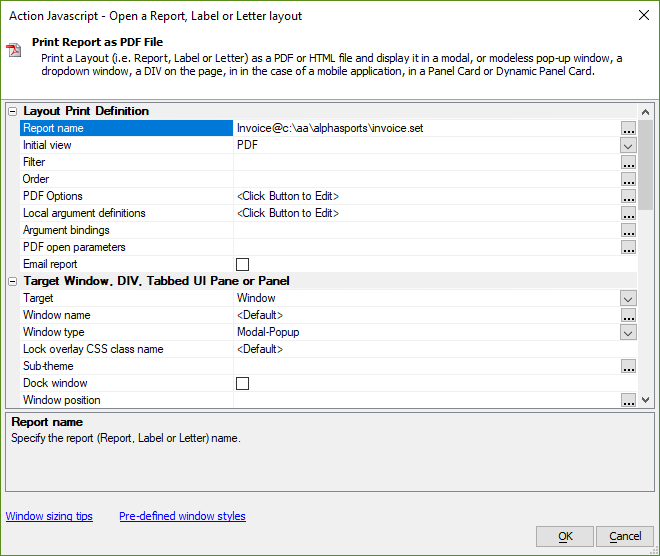 Action Javascript - Open a Report, Label or Letter layout
Print Report as PDF File
Print a Layout (i.e. Report, Label or Letter) as a PDF or HTML file and display it in a modal, or modeless pop-up window, a
dropdown window, a DIV on the page, in in the case of a mobile application, in a Panel Card or Dynamic Panel Card.
Layout Print Definition
Report name Invoice@c:\aa\alphasports\invoice.set ...
Initial view PDF
Filter ...
Order ...
PDF Options <Click Button to Edit> ...
Local argument definitions <Click Button to Edit> ...
Argument bindings ...
PDF open parameters ...
Email report
Target Window, DIV, Tabbed UI Pane or Panel
Target Window
Window name <Default> ...
Window type Modal-Popup
Lock overlay CSS class name <Default>
Sub-theme ...
Dock window
Window position ...
Report name
Specify the report (Report, Label or Letter) name.
Window sizing tips Pre-defined window styles
OK Cancel